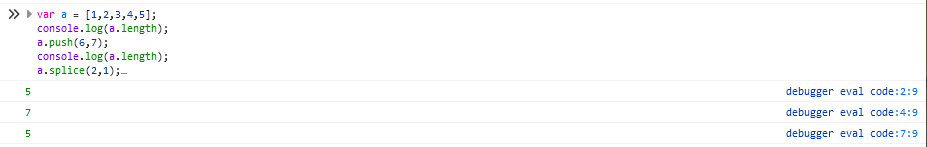 var a = [1,2,3,4,5];
console.log(a.length);
a.push(6,7);
console.log(a.length);
a.splice(2,1);…
5 debugger eval code:2:9
7 debugger eval code:4:9
5 debugger eval code:7:9